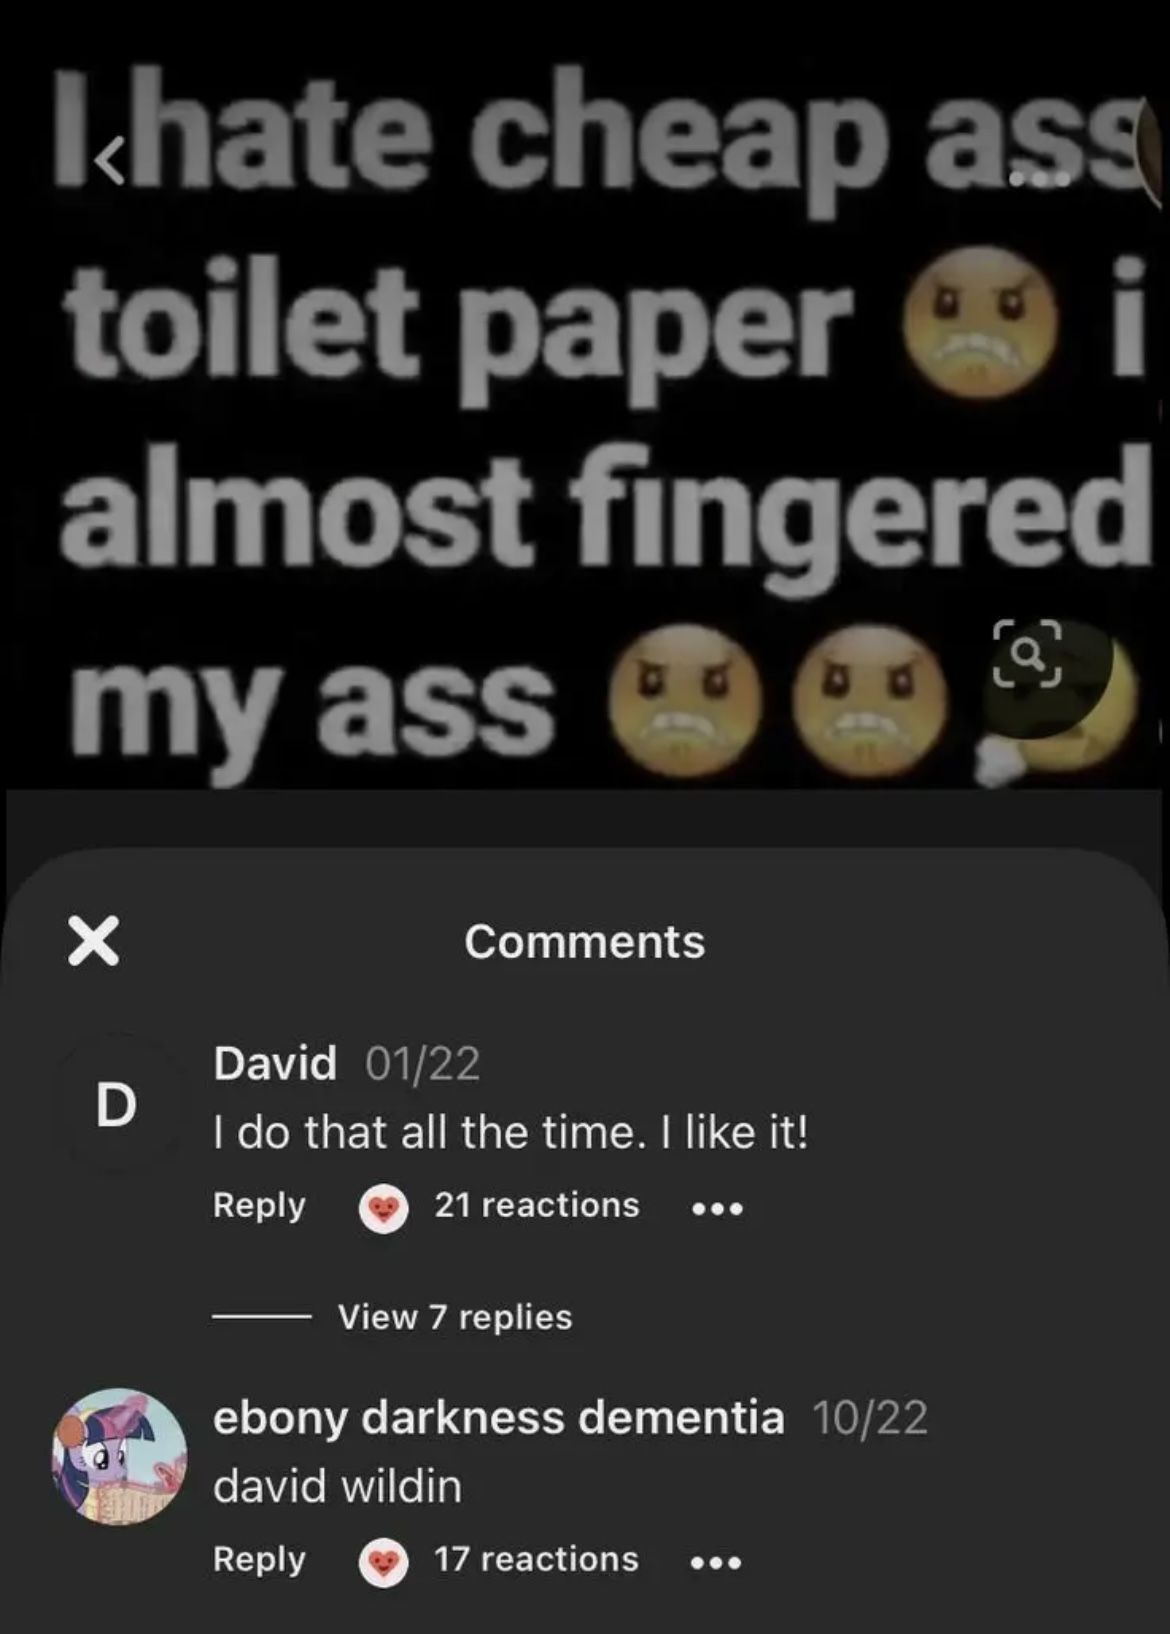 I hate cheap ass
toilet paper 😠 i
almost fingered
my ass 😠😠
Comments
D
David 01/22
I do that all the time. I like it!
Reply 21 reactions
View 7 replies
ebony darkness dementia 10/22
david wildin
Reply 17 reactions